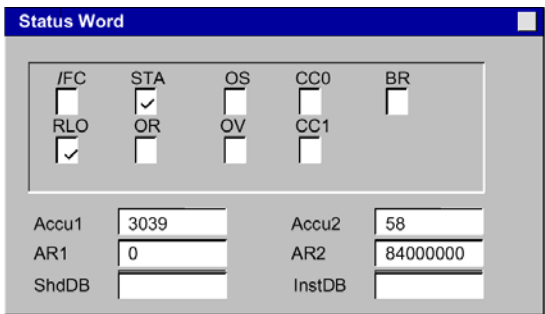 Status Word
/FC STA OS CC0 BR
RLO OR OV CC1
Accu1 3039 Accu2 58
AR1 0 AR2 84000000
ShdDB InstDB